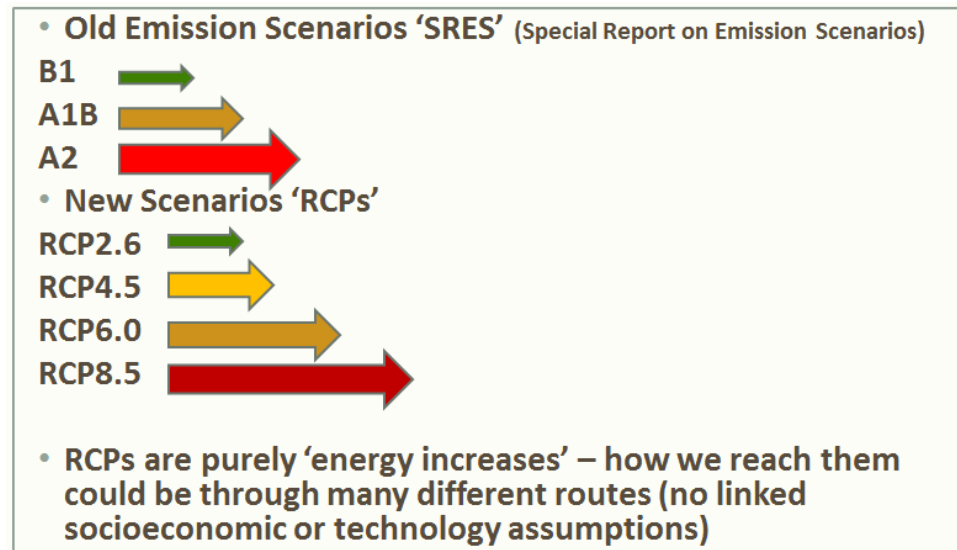 • Old Emission Scenarios ‘SRES’ (Special Report on Emission Scenarios)
B1
A1B
A2
• New Scenarios ‘RCPs’
RCP2.6
RCP4.5
RCP6.0
RCP8.5
• RCPs are purely ‘energy increases’ – how we reach them
could be through many different routes (no linked
socioeconomic or technology assumptions)